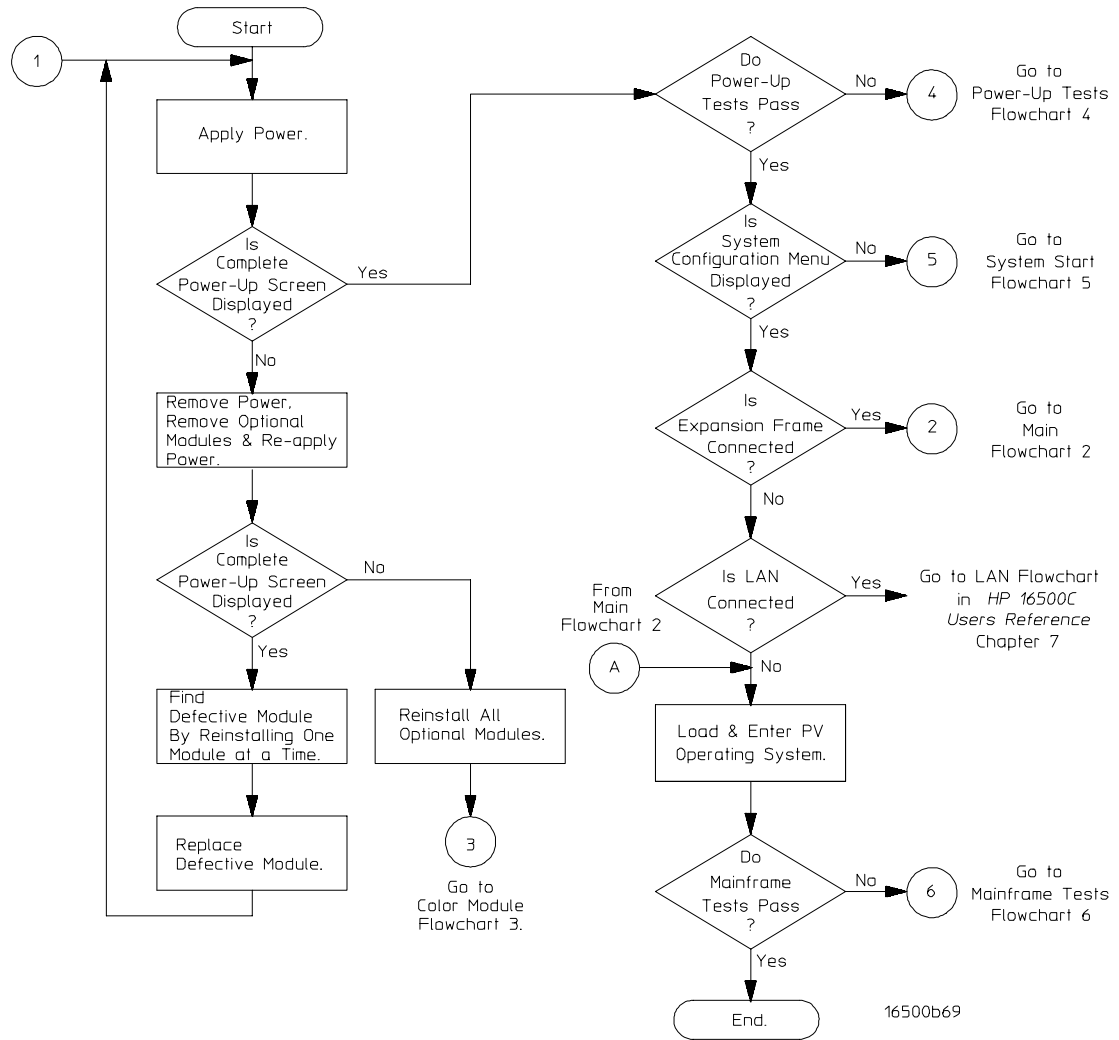 Start
1
Apply Power.
Is
Complete
Power-Up Screen
Displayed
?
Yes
No
Remove Power,
Remove Optional
Modules & Re-apply
Power.
Is
Complete
Power-Up Screen
Displayed
?
No
Yes
Find
Defective Module
By Reinstalling One
Module at a Time.
Replace
Defective Module.
Reinstall All
Optional Modules.
3
Go to
Color Module
Flowchart 3.
Do
Power-Up
Tests Pass
?
No
4
Go to
Power-Up Tests
Flowchart 4
Yes
Is
System
Configuration Menu
Displayed
?
No
5
Go to
System Start
Flowchart 5
Yes
Is
Expansion Frame
Connected
?
Yes
2
Go to
Main
Flowchart 2
No
Is LAN
Connected
?
Yes
Go to LAN Flowchart
in HP 16500C
Users Reference
Chapter 7
From
Main
Flowchart 2
A
No
Load & Enter PV
Operating System.
Do
Mainframe
Tests Pass
?
No
6
Go to
Mainframe Tests
Flowchart 6
Yes
End.
16500b69